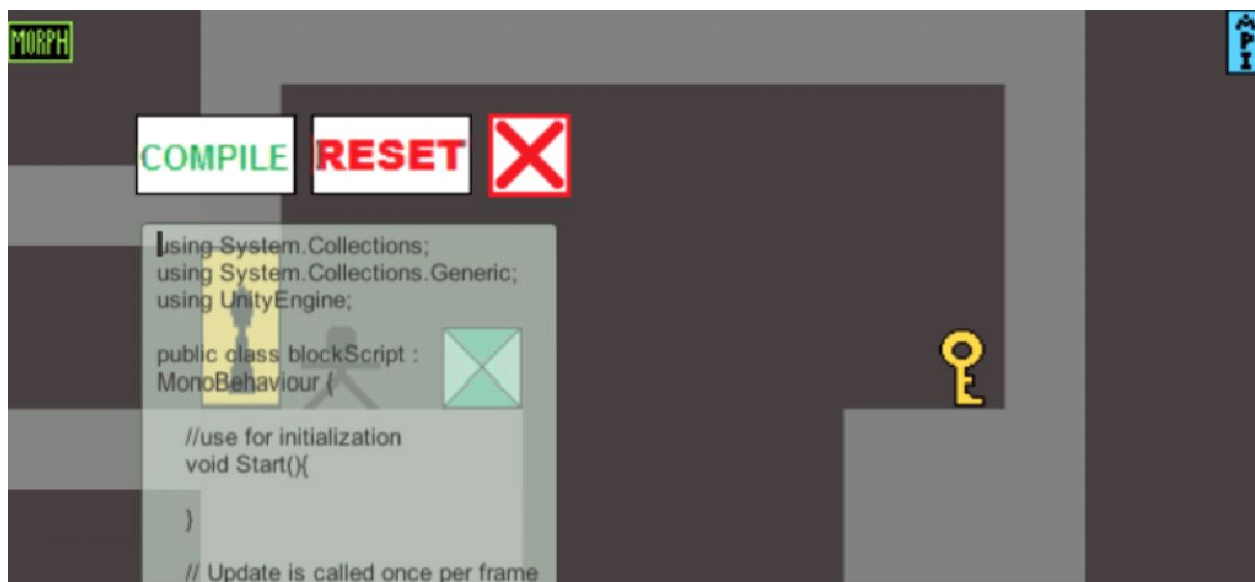 MORPH
API
COMPILE
RESET
using System.Collections;
using System.Collections.Generic;
using UnityEngine;
public class blockScript :
MonoBehaviour {
//use for initialization
void Start(){
}
// Update is called once per frame